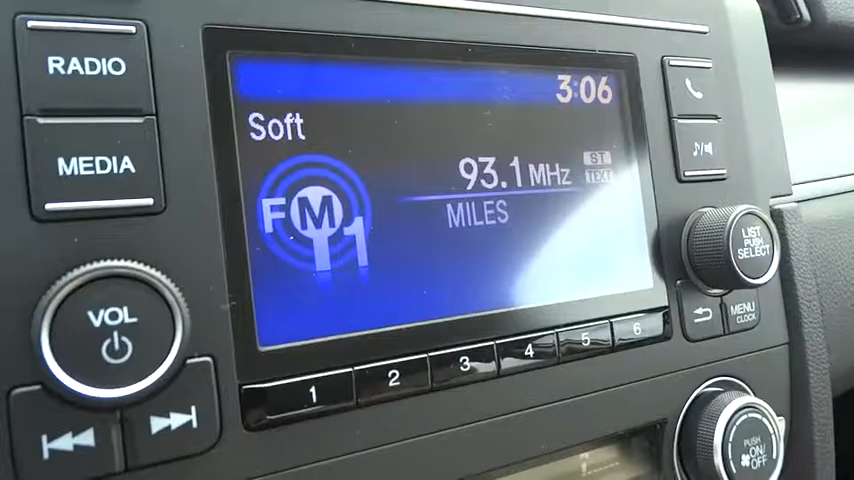 RADIO
MEDIA
VOL
3:06
Soft
FM1
93.1 MHz
ST
TEXT
MILES
1 2 3 4 5 6
LIST
PUSH
SELECT
MENU
CLOCK
PUSH
ON/
OFF